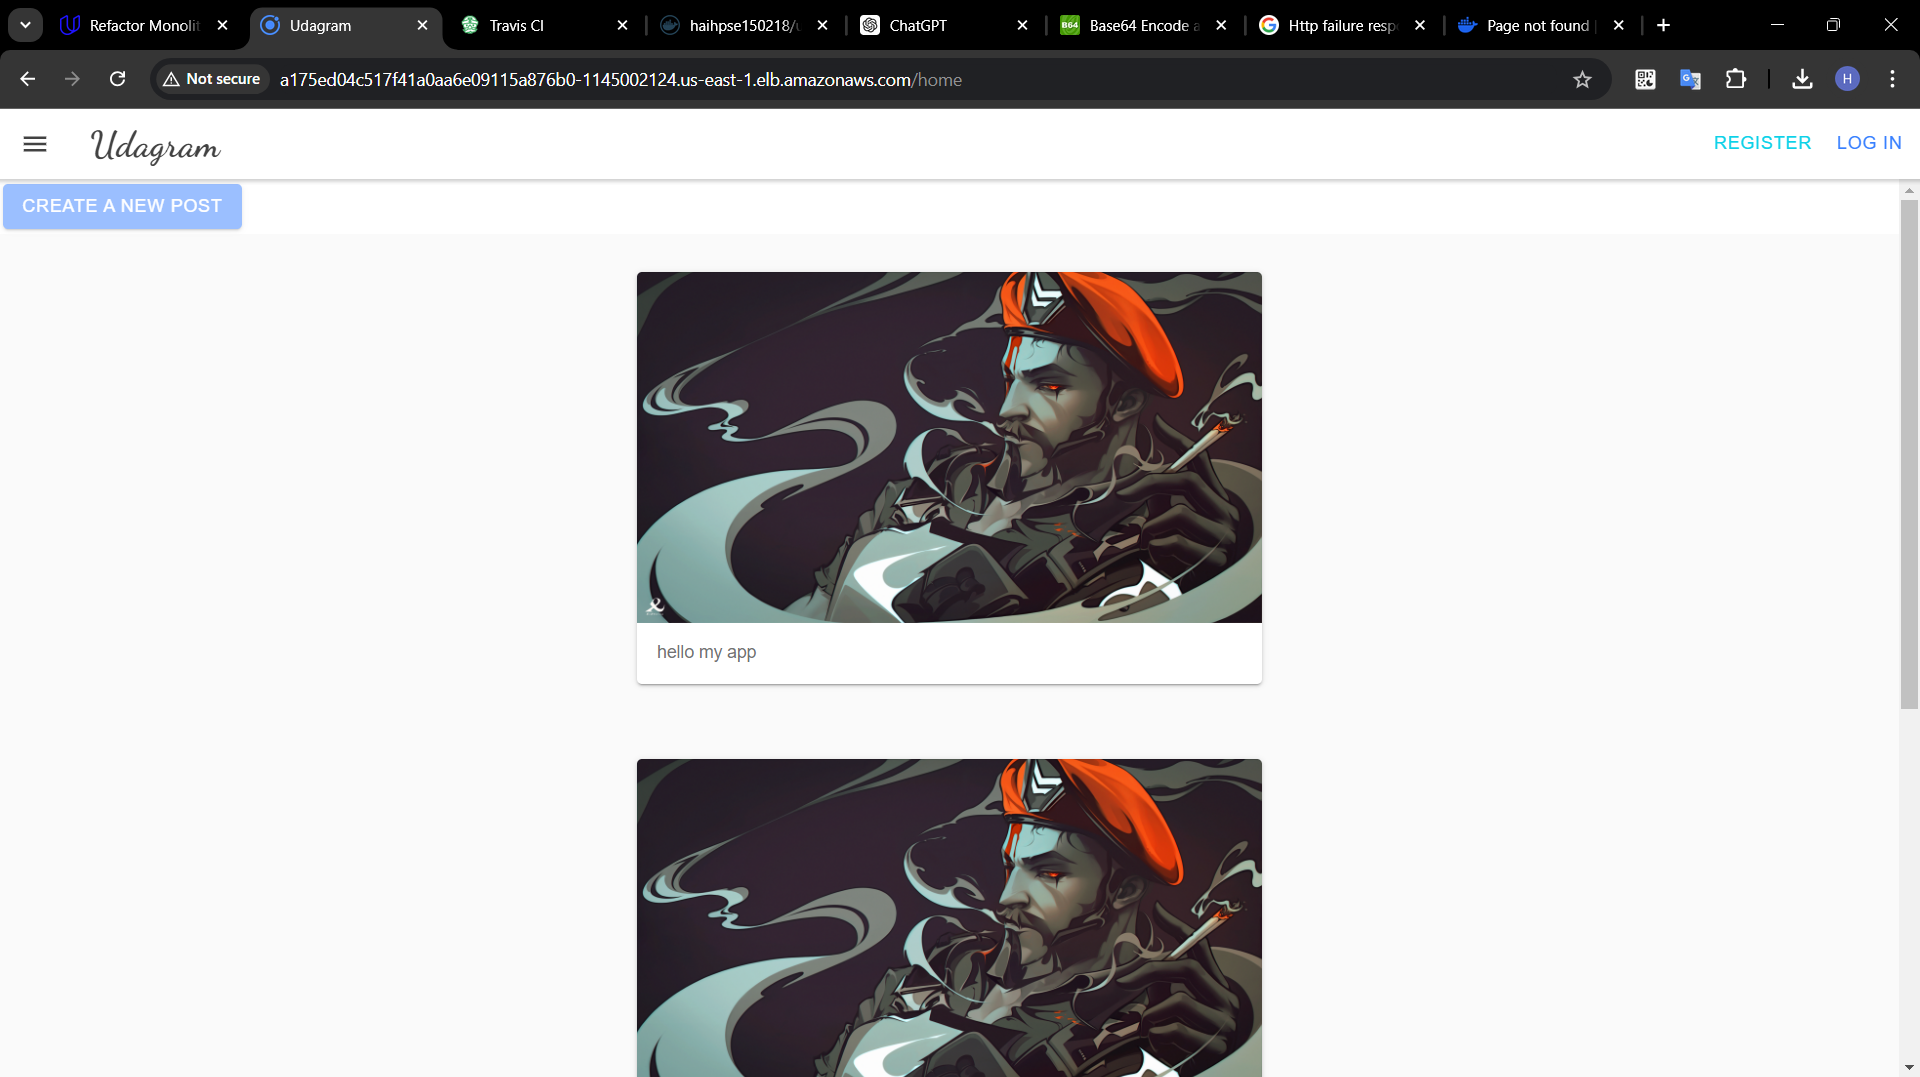 Refactor Monolit
Udagram
Travis CI
haihpse150218/u
ChatGPT
B64
Base64 Encode a
Http failure resp
Page not found
Not secure
a175ed04c517f41a0aa6e09115a876b0-1145002124.us-east-1.elb.amazonaws.com/home
H
Udagram
REGISTER
LOG IN
CREATE A NEW POST
hello my app